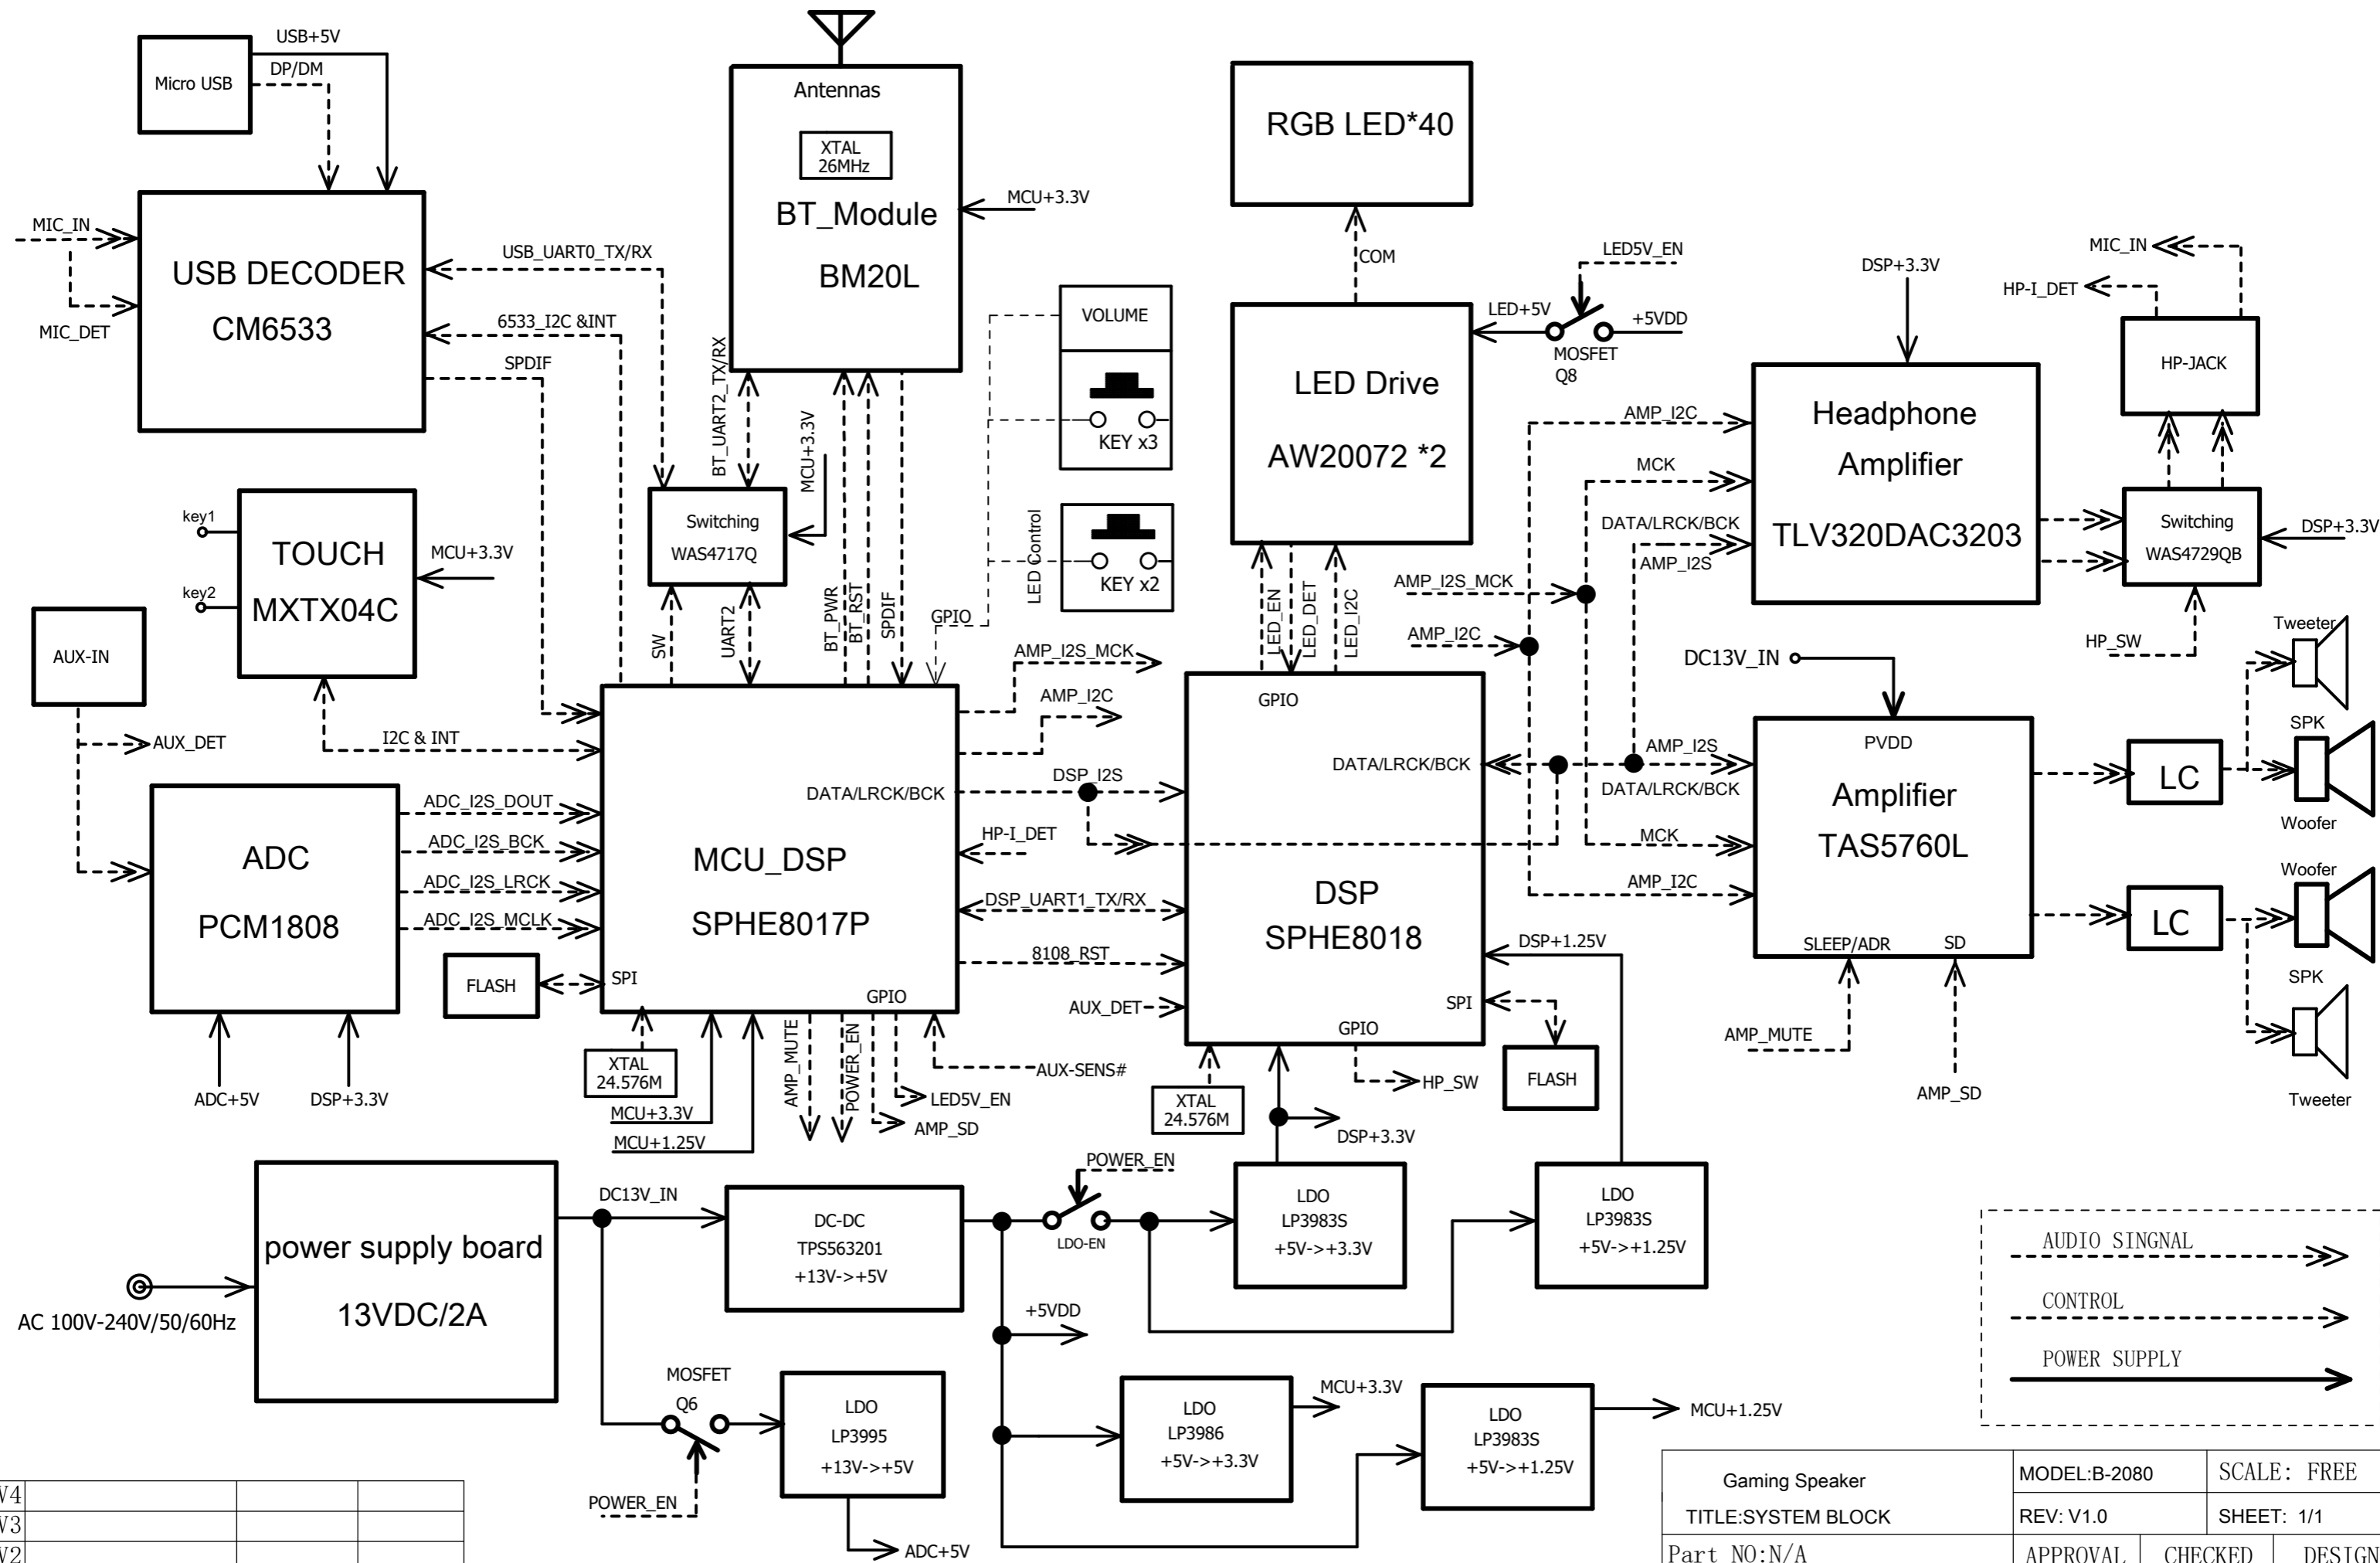 USB+5V
DP/DM
Micro USB
MIC_IN
MIC_DET
USB DECODER
CM6533
USB_UART0_TX/RX
6533_I2C &INT
SPDIF
Antennas
XTAL
26MHz
BT_Module
BM20L
MCU+3.3V
BT_UART2_TX/RX
MCU+3.3V
Switching
WAS4717Q
SW
UART2
BT_PWR
BT_RST
SPDIF
GPIO
VOLUME
KEY x3
LED Control
KEY x2
RGB LED*40
COM
LED Drive
AW20072 *2
LED+5V
LED5V_EN
+5VDD
MOSFET
Q8
LED_EN
LED_DET
LED_I2C
DSP+3.3V
Headphone
Amplifier
TLV320DAC3203
AMP_I2C
MCK
DATA/LRCK/BCK
AMP_I2S
AMP_I2S_MCK
AMP_I2C
MIC_IN
HP-I_DET
HP-JACK
Switching
WAS4729QB
DSP+3.3V
HP_SW
key1
key2
TOUCH
MXTX04C
MCU+3.3V
I2C & INT
AUX-IN
AUX_DET
ADC
PCM1808
ADC_I2S_DOUT
ADC_I2S_BCK
ADC_I2S_LRCK
ADC_I2S_MCLK
ADC+5V
DSP+3.3V
FLASH
SPI
MCU_DSP
SPHE8017P
DATA/LRCK/BCK
GPIO
XTAL
24.576M
MCU+3.3V
MCU+1.25V
AMP_MUTE
POWER_EN
AMP_SD
LED5V_EN
AUX-SENS#
AMP_I2S_MCK
AMP_I2C
DSP_I2S
HP-I_DET
DSP_UART1_TX/RX
8108_RST
AUX_DET
GPIO
DATA/LRCK/BCK
DSP
SPHE8018
SPI
GPIO
XTAL
24.576M
HP_SW
FLASH
DSP+1.25V
DSP+3.3V
DC13V_IN
PVDD
Amplifier
TAS5760L
SLEEP/ADR
SD
AMP_I2S
DATA/LRCK/BCK
MCK
AMP_I2C
AMP_MUTE
AMP_SD
LC
LC
Tweeter
SPK
Woofer
Woofer
SPK
Tweeter
AC 100V-240V/50/60Hz
power supply board
13VDC/2A
DC13V_IN
DC-DC
TPS563201
+13V->+5V
POWER_EN
LDO-EN
LDO
LP3983S
+5V->+3.3V
LDO
LP3983S
+5V->+1.25V
+5VDD
MOSFET
Q6
POWER_EN
LDO
LP3995
+13V->+5V
ADC+5V
LDO
LP3986
+5V->+3.3V
MCU+3.3V
LDO
LP3983S
+5V->+1.25V
MCU+1.25V
AUDIO SINGNAL
CONTROL
POWER SUPPLY
V4
V3
V2
Gaming Speaker
TITLE:SYSTEM BLOCK
MODEL:B-2080
SCALE: FREE
REV: V1.0
SHEET: 1/1
Part NO:N/A
APPROVAL
CHECKED
DESIGN